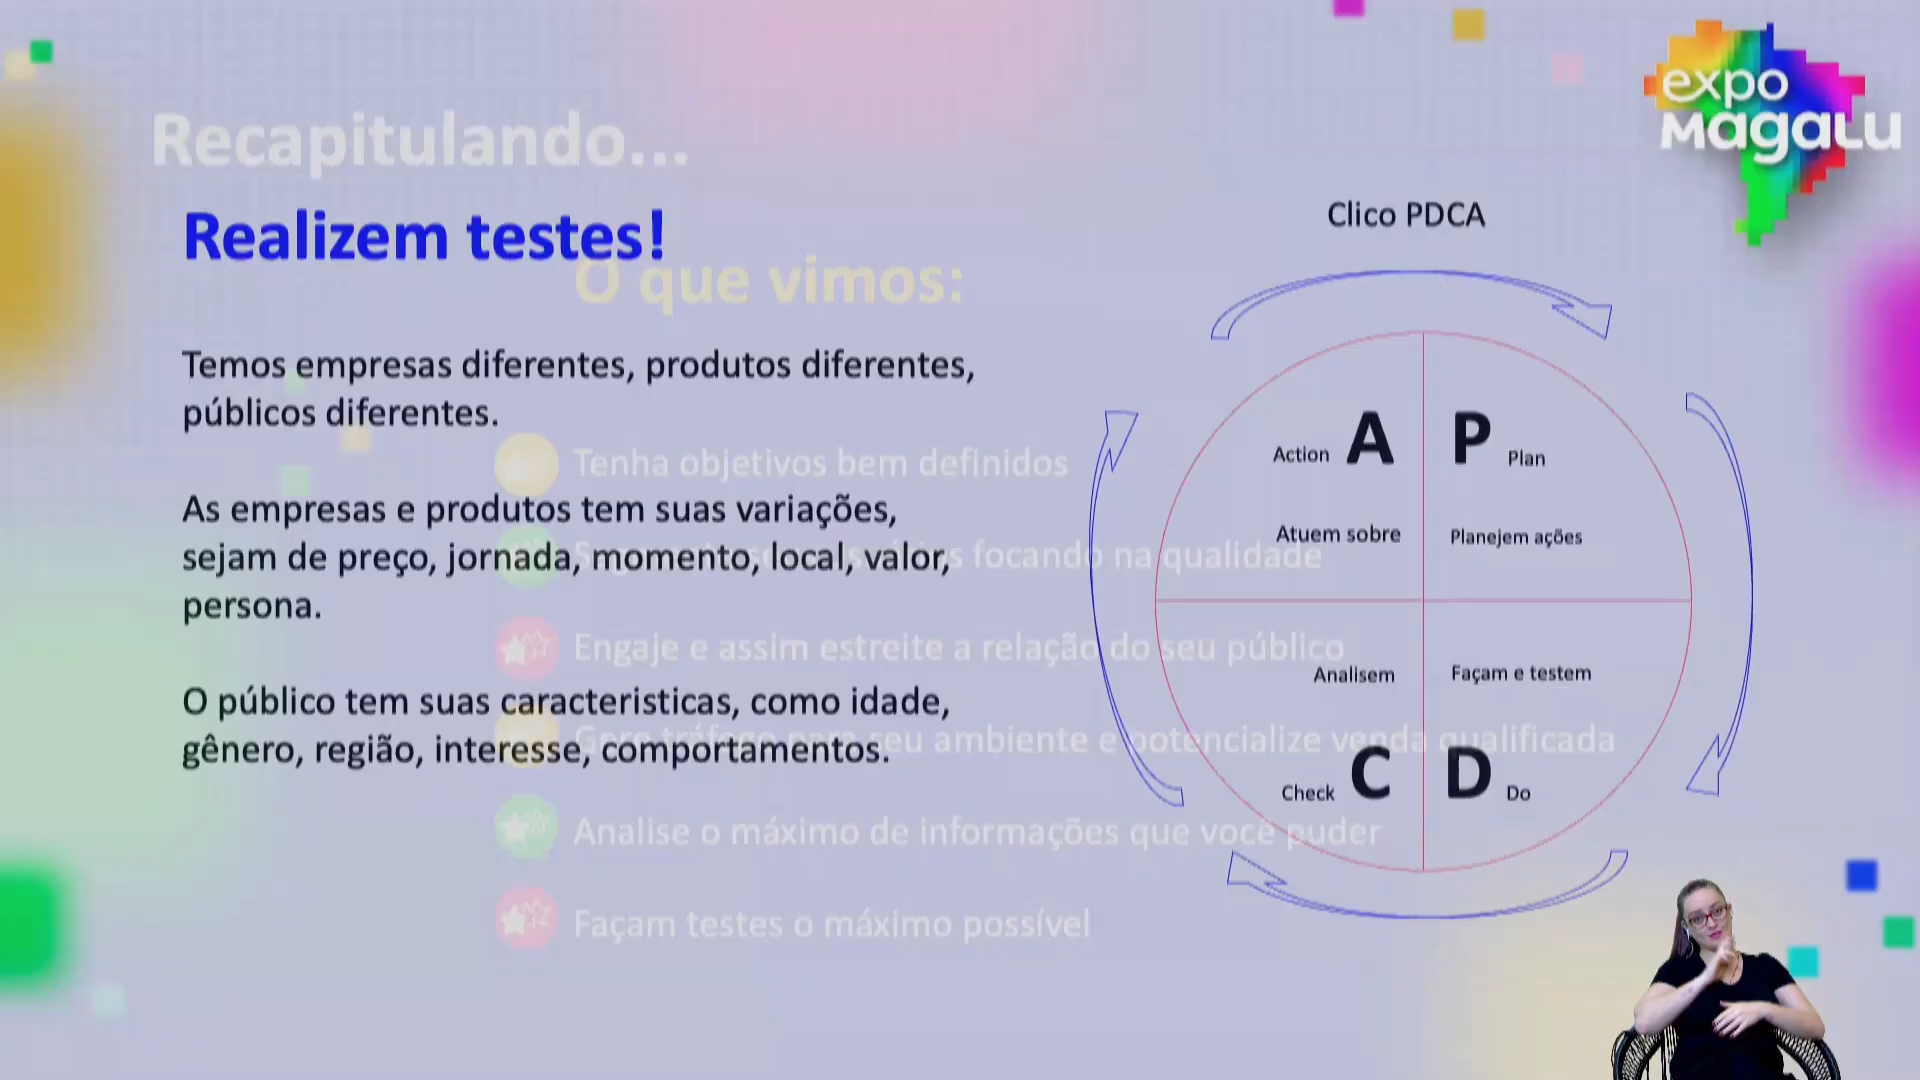 expo
MagaLu
Recapitulando...
Realizem testes!
O que vimos:
Temos empresas diferentes, produtos diferentes,
públicos diferentes.
As empresas e produtos tem suas variações,
sejam de preço, jornada, momento, local, valor,
persona.
O público tem suas caracteristicas, como idade,
gênero, região, interesse, comportamentos.
Tenha objetivos bem definidos
focando na qualidade
Engaje e assim estreite a relação do seu público
Gere tráfego para seu ambiente e potencialize venda qualificada
Analise o máximo de informações que você puder
Façam testes o máximo possível
Clico PDCA
Action A
P Plan
Atuem sobre
Planejem ações
Analisem
Façam e testem
Check C
D Do